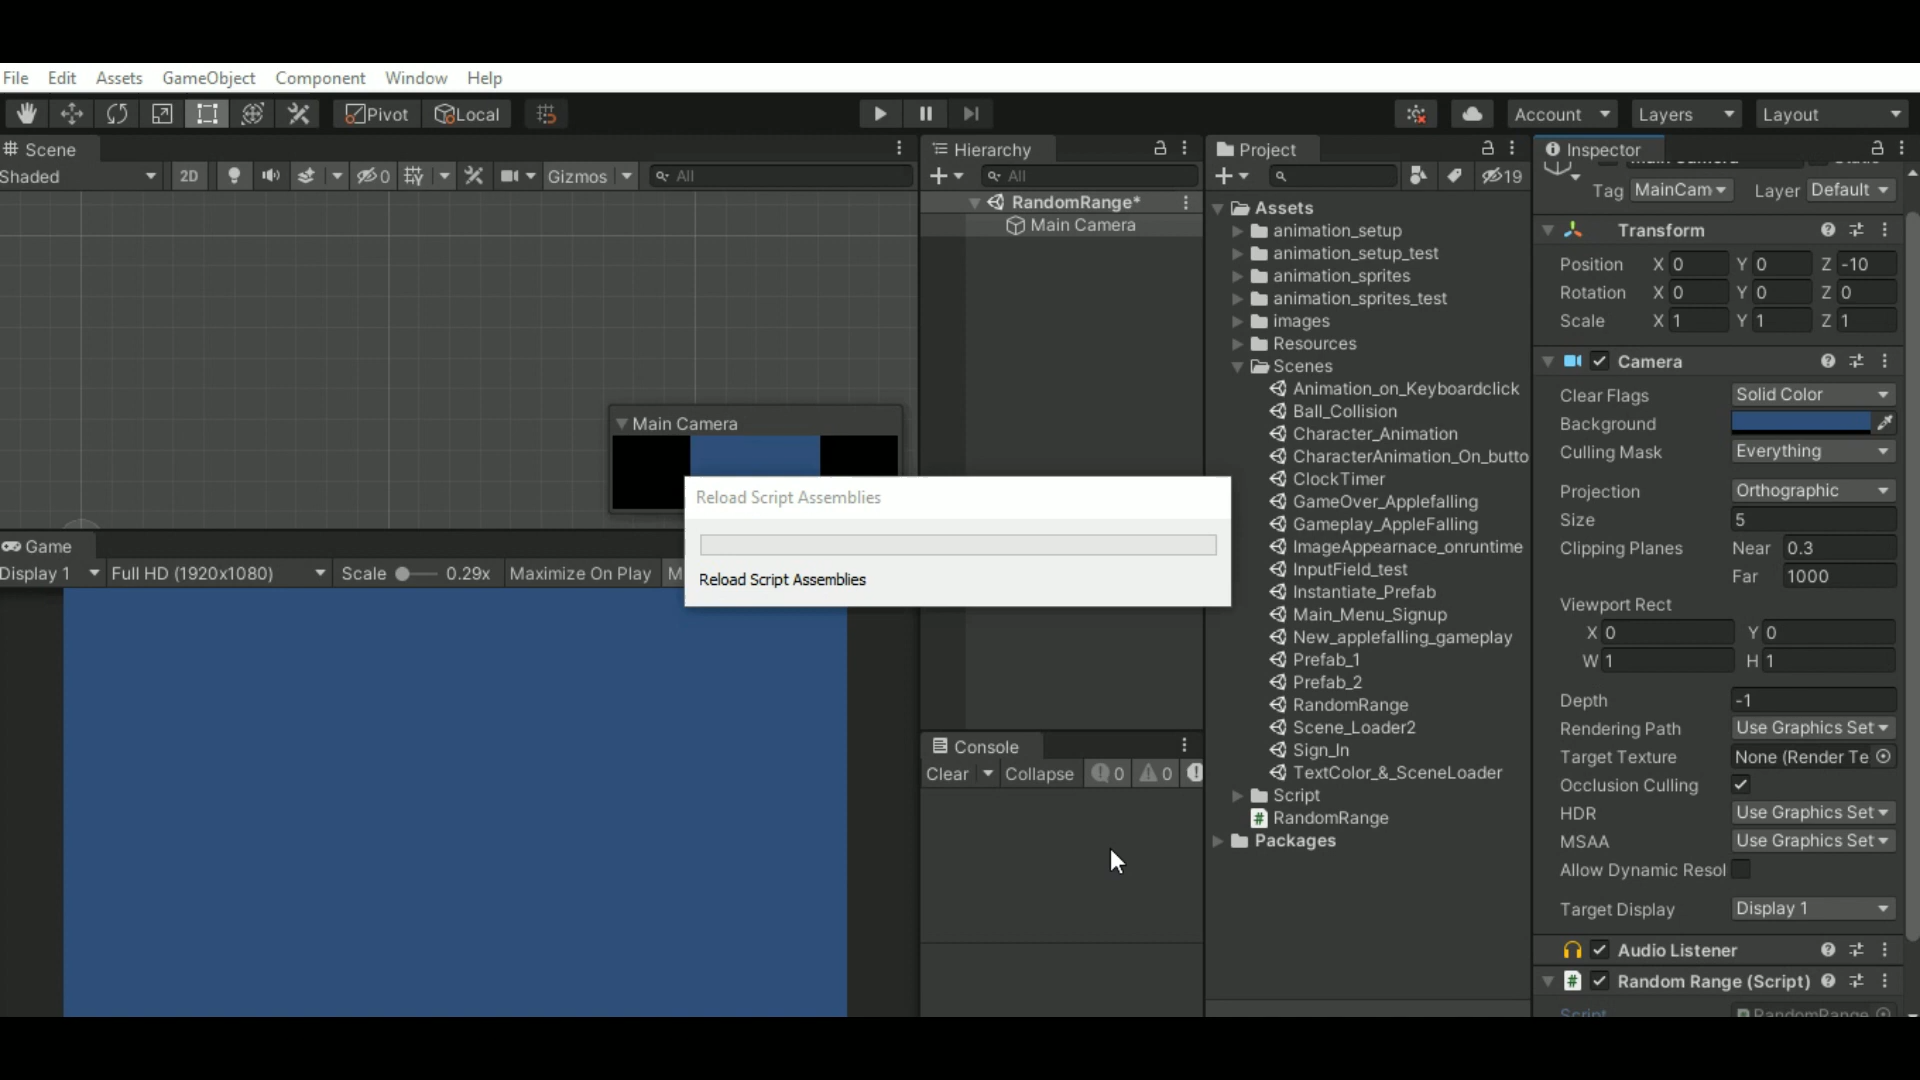 File Edit Assets GameObject Component Window Help
Pivot Local Account Layers Layout
Scene
Shaded 2D 0 Gizmos All
Main Camera
Game
Display 1 Full HD (1920x1080) Scale 0.29x Maximize On Play M
Reload Script Assemblies
Reload Script Assemblies
Hierarchy
All
RandomRange*
Main Camera
Console
Clear Collapse 0 0
Project
19
Assets
animation_setup
animation_setup_test
animation_sprites
animation_sprites_test
images
Resources
Scenes
Animation_on_Keyboardclick
Ball_Collision
Character_Animation
CharacterAnimation_On_butto
ClockTimer
GameOver_Applefalling
Gameplay_AppleFalling
ImageAppearnace_onruntime
InputField_test
Instantiate_Prefab
Main_Menu_Signup
New_applefalling_gameplay
Prefab_1
Prefab_2
RandomRange
Scene_Loader2
Sign_In
TextColor_&_SceneLoader
Script
RandomRange
Packages
Inspector
Tag MainCam Layer Default
Transform
Position X 0 Y 0 Z -10
Rotation X 0 Y 0 Z 0
Scale X 1 Y 1 Z 1
Camera
Clear Flags Solid Color
Background
Culling Mask Everything
Projection Orthographic
Size 5
Clipping Planes Near 0.3
Far 1000
Viewport Rect
X 0 Y 0
W 1 H 1
Depth -1
Rendering Path Use Graphics Set
Target Texture None (Render Te
Occlusion Culling
HDR Use Graphics Set
MSAA Use Graphics Set
Allow Dynamic Resol
Target Display Display 1
Audio Listener
Random Range (Script)
Script RandomRange